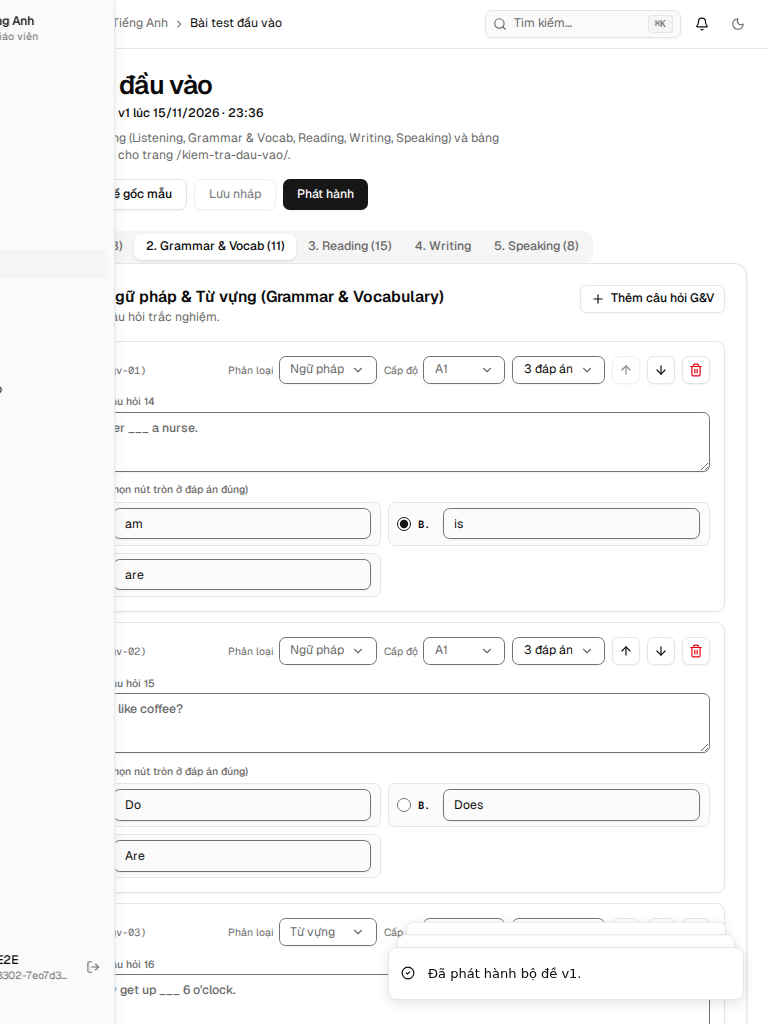 ng Anh
iáo viên
Tiếng Anh > Bài test đầu vào
Tìm kiếm... ⌘K
đầu vào
v1 lúc 15/11/2026 · 23:36
ng (Listening, Grammar & Vocab, Reading, Writing, Speaking) và bảng
cho trang /kiem-tra-dau-vao/.
ề gốc mẫu Lưu nháp Phát hành
3) 2. Grammar & Vocab (11) 3. Reading (15) 4. Writing 5. Speaking (8)
gữ pháp & Từ vựng (Grammar & Vocabulary)
âu hỏi trắc nghiệm.
Thêm câu hỏi G&V
gv-01) Phân loại Ngữ pháp Cấp độ A1 3 đáp án
âu hỏi 14
er ___ a nurse.
họn nút tròn ở đáp án đúng)
am
B. is
are
gv-02) Phân loại Ngữ pháp Cấp độ A1 3 đáp án
âu hỏi 15
like coffee?
họn nút tròn ở đáp án đúng)
Do
B. Does
Are
gv-03) Phân loại Từ vựng Cấp
âu hỏi 16
y get up ___ 6 o'clock.
E2E
3302-7eo7d3...
Đã phát hành bộ đề v1.